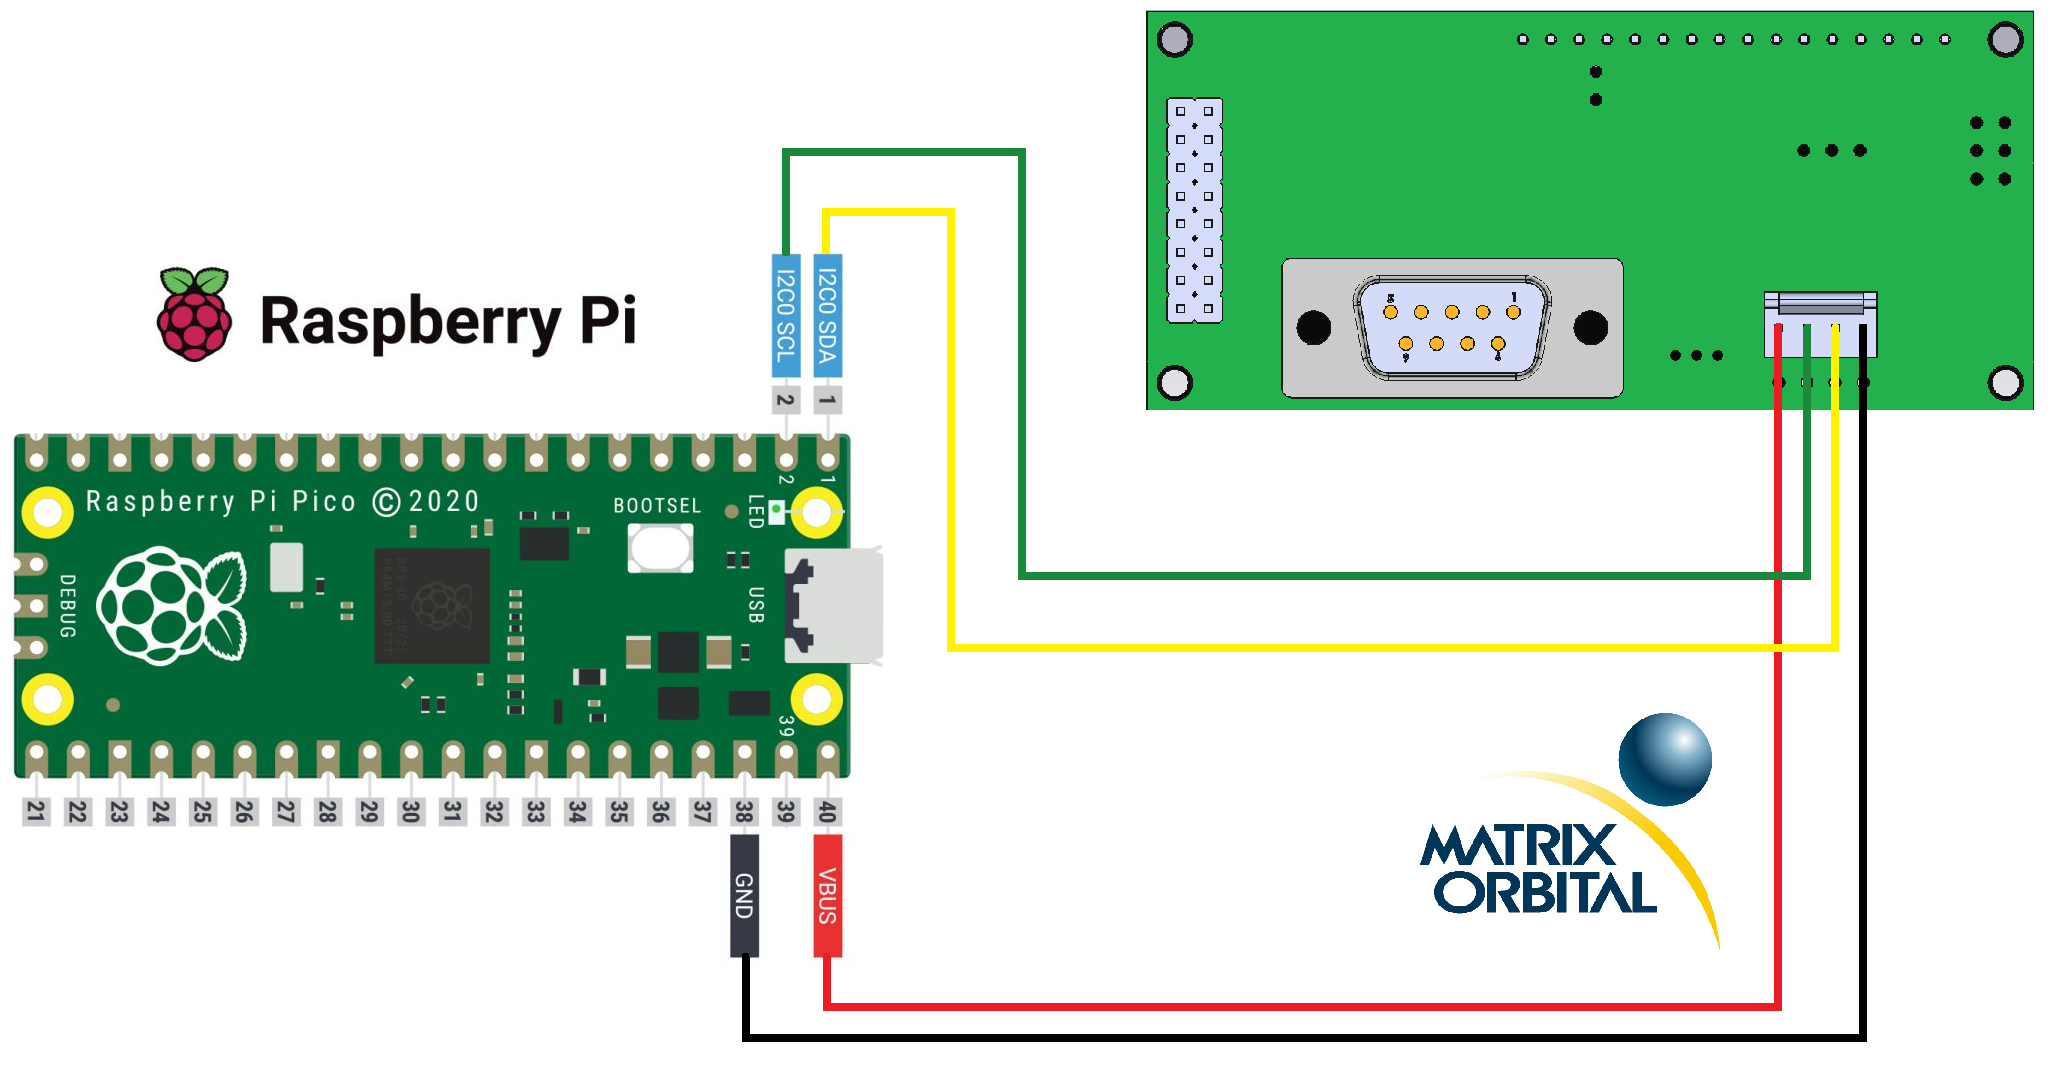 Raspberry Pi
I2C0 SCL
I2C0 SDA
2
1
2
1
Raspberry Pi Pico ©2020
BOOTSEL
LED
DEBUG
USB
39
21 22 23 24 25 26 27 28 29 30 31 32 33 34 35 36 37 38 39 40
GND
VBUS
5 1
9 6
MATRIX
ORBITAL